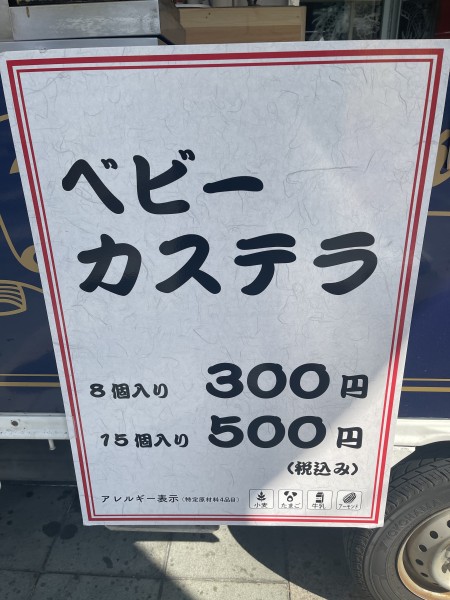 ベビー
カステラ
8個入り 300円
15個入り 500円
(税込み)
アレルギー表示(特定原材料4品目) 小麦 たまご 牛乳 アーモンド